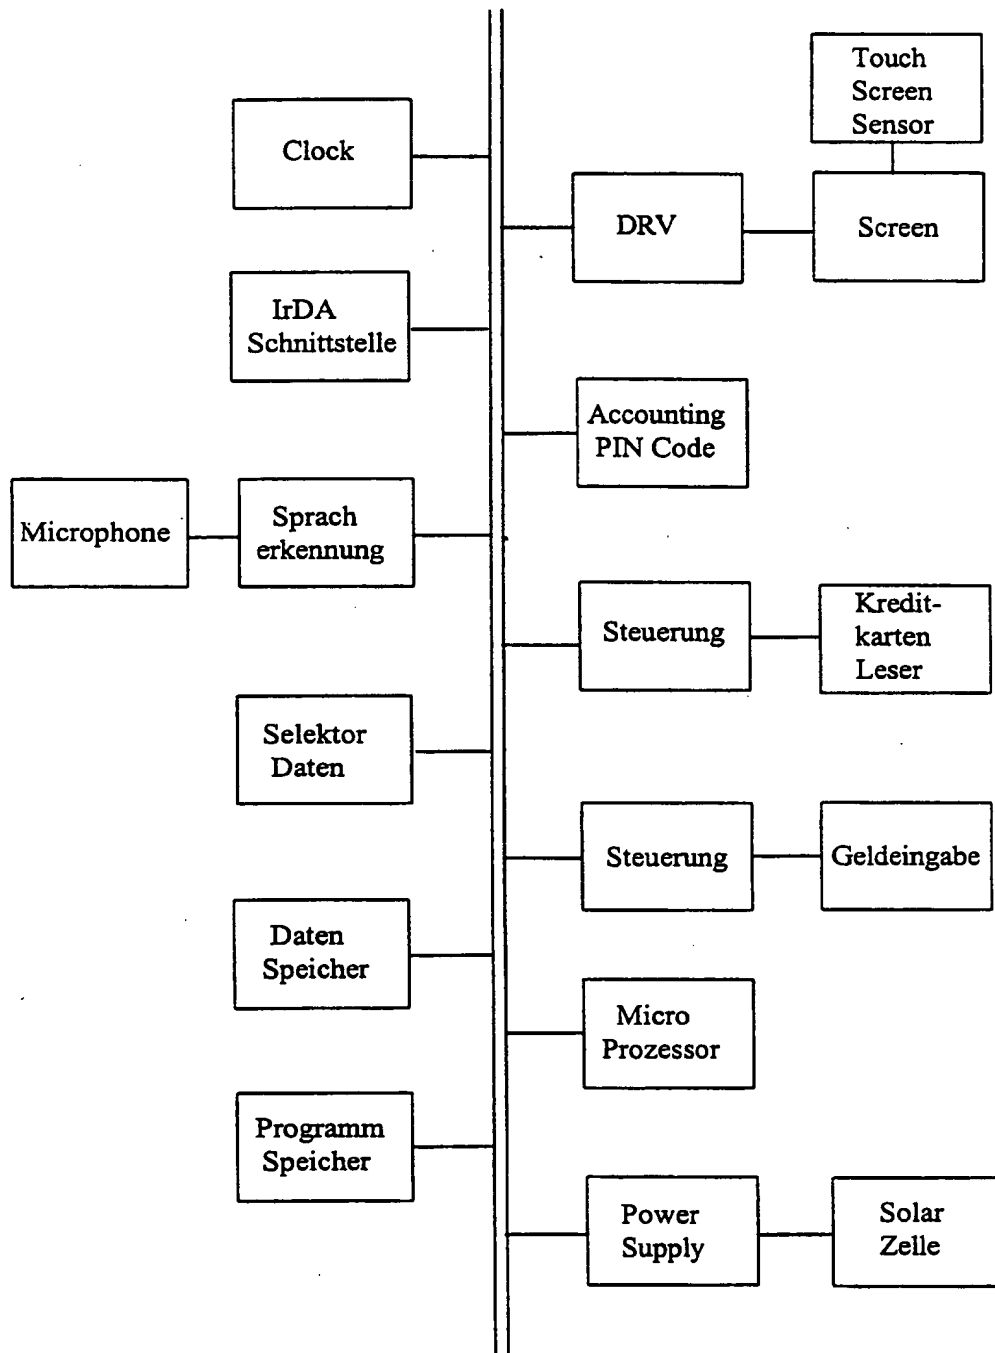 Touch
Screen
Sensor
Clock
DRV
Screen
IrDA
Schnittstelle
Accounting
PIN Code
Microphone
Sprach
erkennung
Steuerung
Kredit-
karten
Leser
Selektor
Daten
Steuerung
Geldeingabe
Daten
Speicher
Micro
Prozessor
Programm
Speicher
Power
Supply
Solar
Zelle